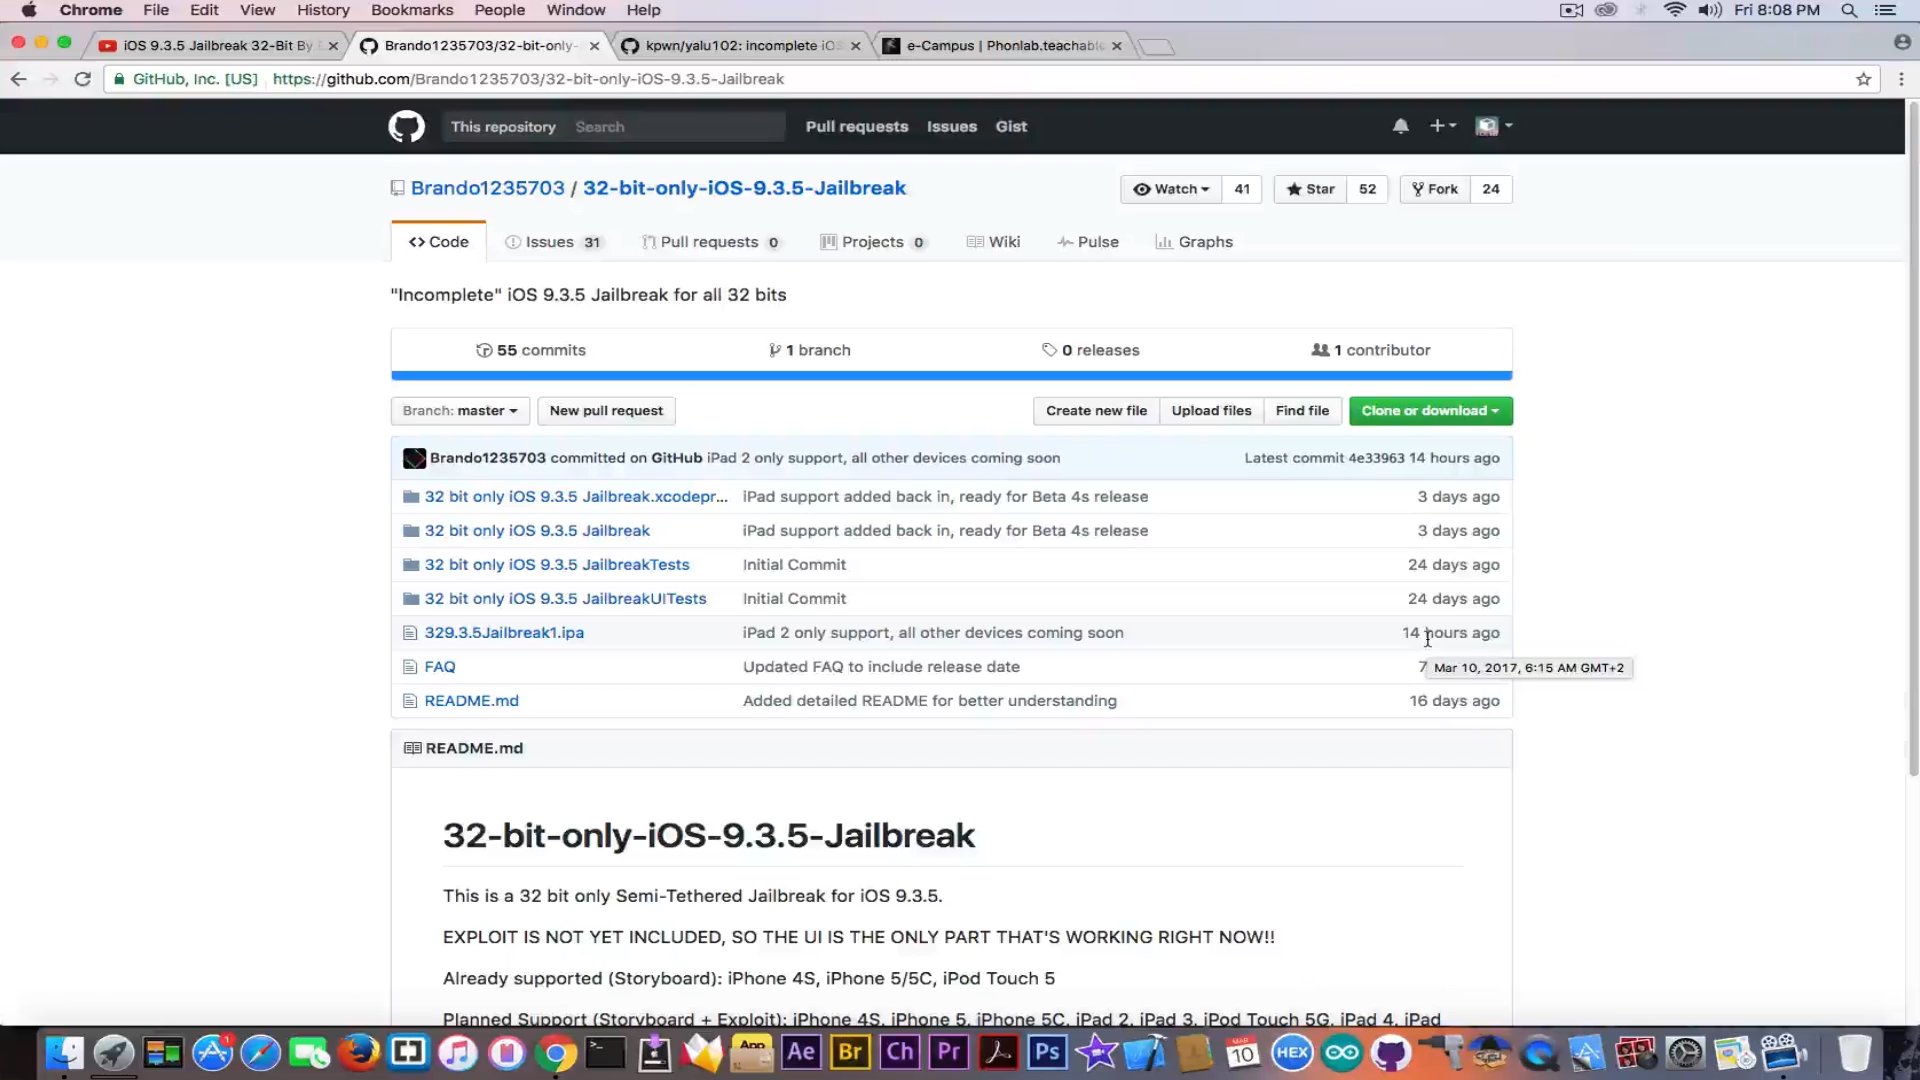 Chrome File Edit View History Bookmarks People Window Help Fri 8:08 PM
iOS 9.3.5 Jailbreak 32-Bit By Brando1235703/32-bit-only- kpwn/yalu102: incomplete iOS e-Campus | Phonlab.teachable
GitHub, Inc. [US] https://github.com/Brando1235703/32-bit-only-iOS-9.3.5-Jailbreak
This repository Search Pull requests Issues Gist
Brando1235703 / 32-bit-only-iOS-9.3.5-Jailbreak Watch 41 Star 52 Fork 24
Code Issues 31 Pull requests 0 Projects 0 Wiki Pulse Graphs
"Incomplete" iOS 9.3.5 Jailbreak for all 32 bits
55 commits 1 branch 0 releases 1 contributor
Branch: master New pull request Create new file Upload files Find file Clone or download
Brando1235703 committed on GitHub iPad 2 only support, all other devices coming soon Latest commit 4e33963 14 hours ago
32 bit only iOS 9.3.5 Jailbreak.xcodepr... iPad support added back in, ready for Beta 4s release 3 days ago
32 bit only iOS 9.3.5 Jailbreak iPad support added back in, ready for Beta 4s release 3 days ago
32 bit only iOS 9.3.5 JailbreakTests Initial Commit 24 days ago
32 bit only iOS 9.3.5 JailbreakUITests Initial Commit 24 days ago
329.3.5Jailbreak1.ipa iPad 2 only support, all other devices coming soon 14 hours ago
FAQ Updated FAQ to include release date 7
Mar 10, 2017, 6:15 AM GMT+2
README.md Added detailed README for better understanding 16 days ago
README.md
32-bit-only-iOS-9.3.5-Jailbreak
This is a 32 bit only Semi-Tethered Jailbreak for iOS 9.3.5.
EXPLOIT IS NOT YET INCLUDED, SO THE UI IS THE ONLY PART THAT'S WORKING RIGHT NOW!!
Already supported (Storyboard): iPhone 4S, iPhone 5/5C, iPod Touch 5
Planned Support (Storyboard + Exploit): iPhone 4S, iPhone 5, iPhone 5C, iPad 2, iPad 3, iPod Touch 5G, iPad 4, iPad
1 App Ae Br Ch Pr Ps 10 HEX